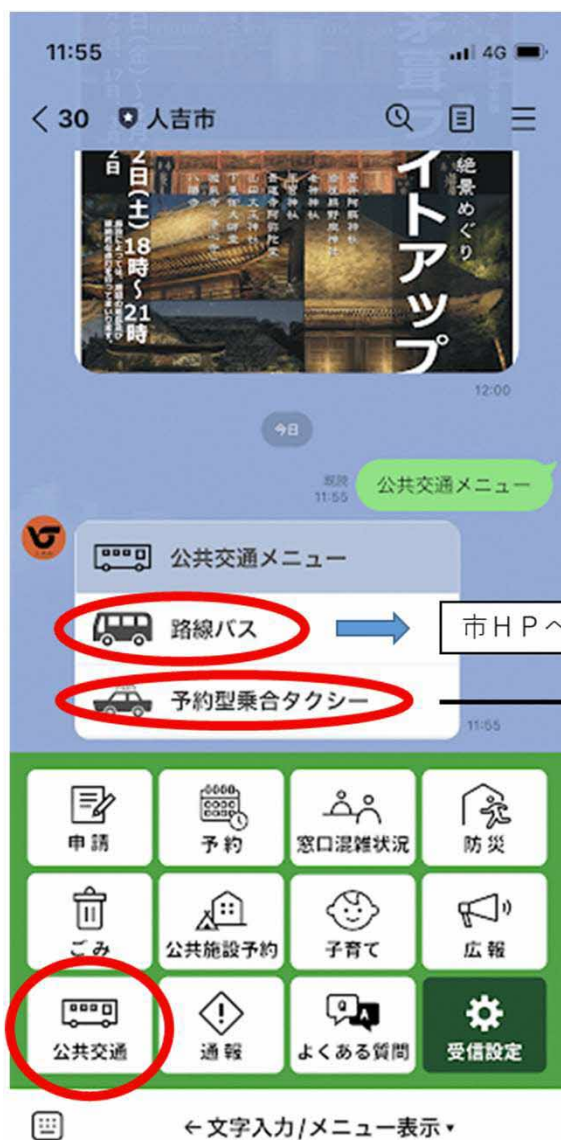 11:55
4G
30 人吉市
絶景めぐり
イトアップ
2日(土)18時～21時
12:00
今日
既読
11:55
公共交通メニュー
公共交通メニュー
路線バス
市HPへ
予約型乗合タクシー
11:55
申請
予約
窓口混雑状況
防災
ごみ
公共施設予約
子育て
広報
公共交通
通報
Q
A
よくある質問
受信設定
←文字入力/メニュー表示▼